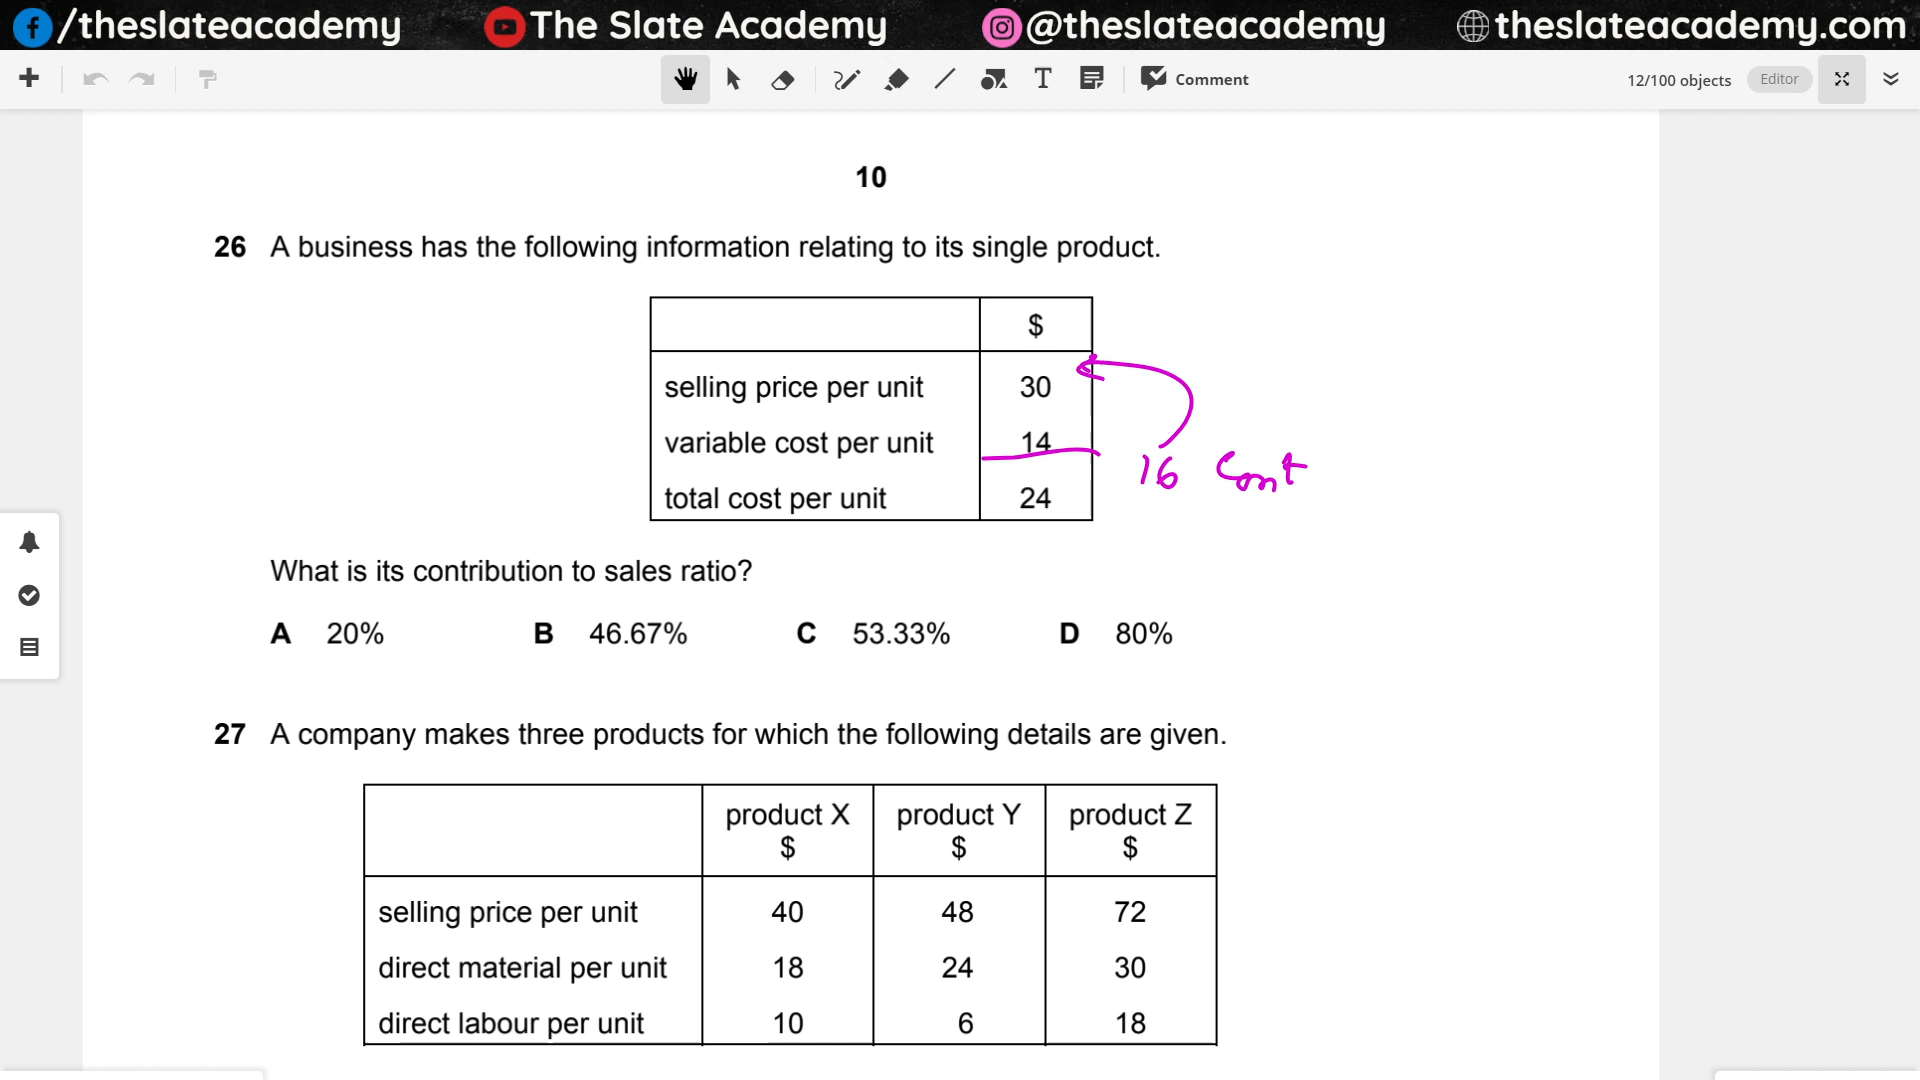 /theslateacademy The Slate Academy @theslateacademy theslateacademy.com
Comment 12/100 objects Editor
10
26 A business has the following information relating to its single product.
$
selling price per unit 30
variable cost per unit 14
16 Cont
total cost per unit 24
What is its contribution to sales ratio?
A 20% B 46.67% C 53.33% D 80%
27 A company makes three products for which the following details are given.
product X product Y product Z
$ $ $
selling price per unit 40 48 72
direct material per unit 18 24 30
direct labour per unit 10 6 18